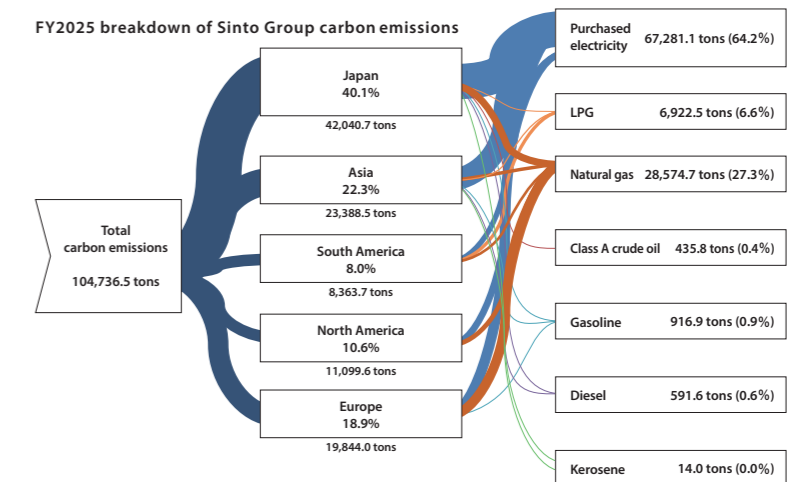 FY2025 breakdown of Sinto Group carbon emissions
Total
carbon emissions
104,736.5 tons
Japan
40.1%
42,040.7 tons
Asia
22.3%
23,388.5 tons
South America
8.0%
8,363.7 tons
North America
10.6%
11,099.6 tons
Europe
18.9%
19,844.0 tons
Purchased
electricity 67,281.1 tons (64.2%)
LPG 6,922.5 tons (6.6%)
Natural gas 28,574.7 tons (27.3%)
Class A crude oil 435.8 tons (0.4%)
Gasoline 916.9 tons (0.9%)
Diesel 591.6 tons (0.6%)
Kerosene 14.0 tons (0.0%)